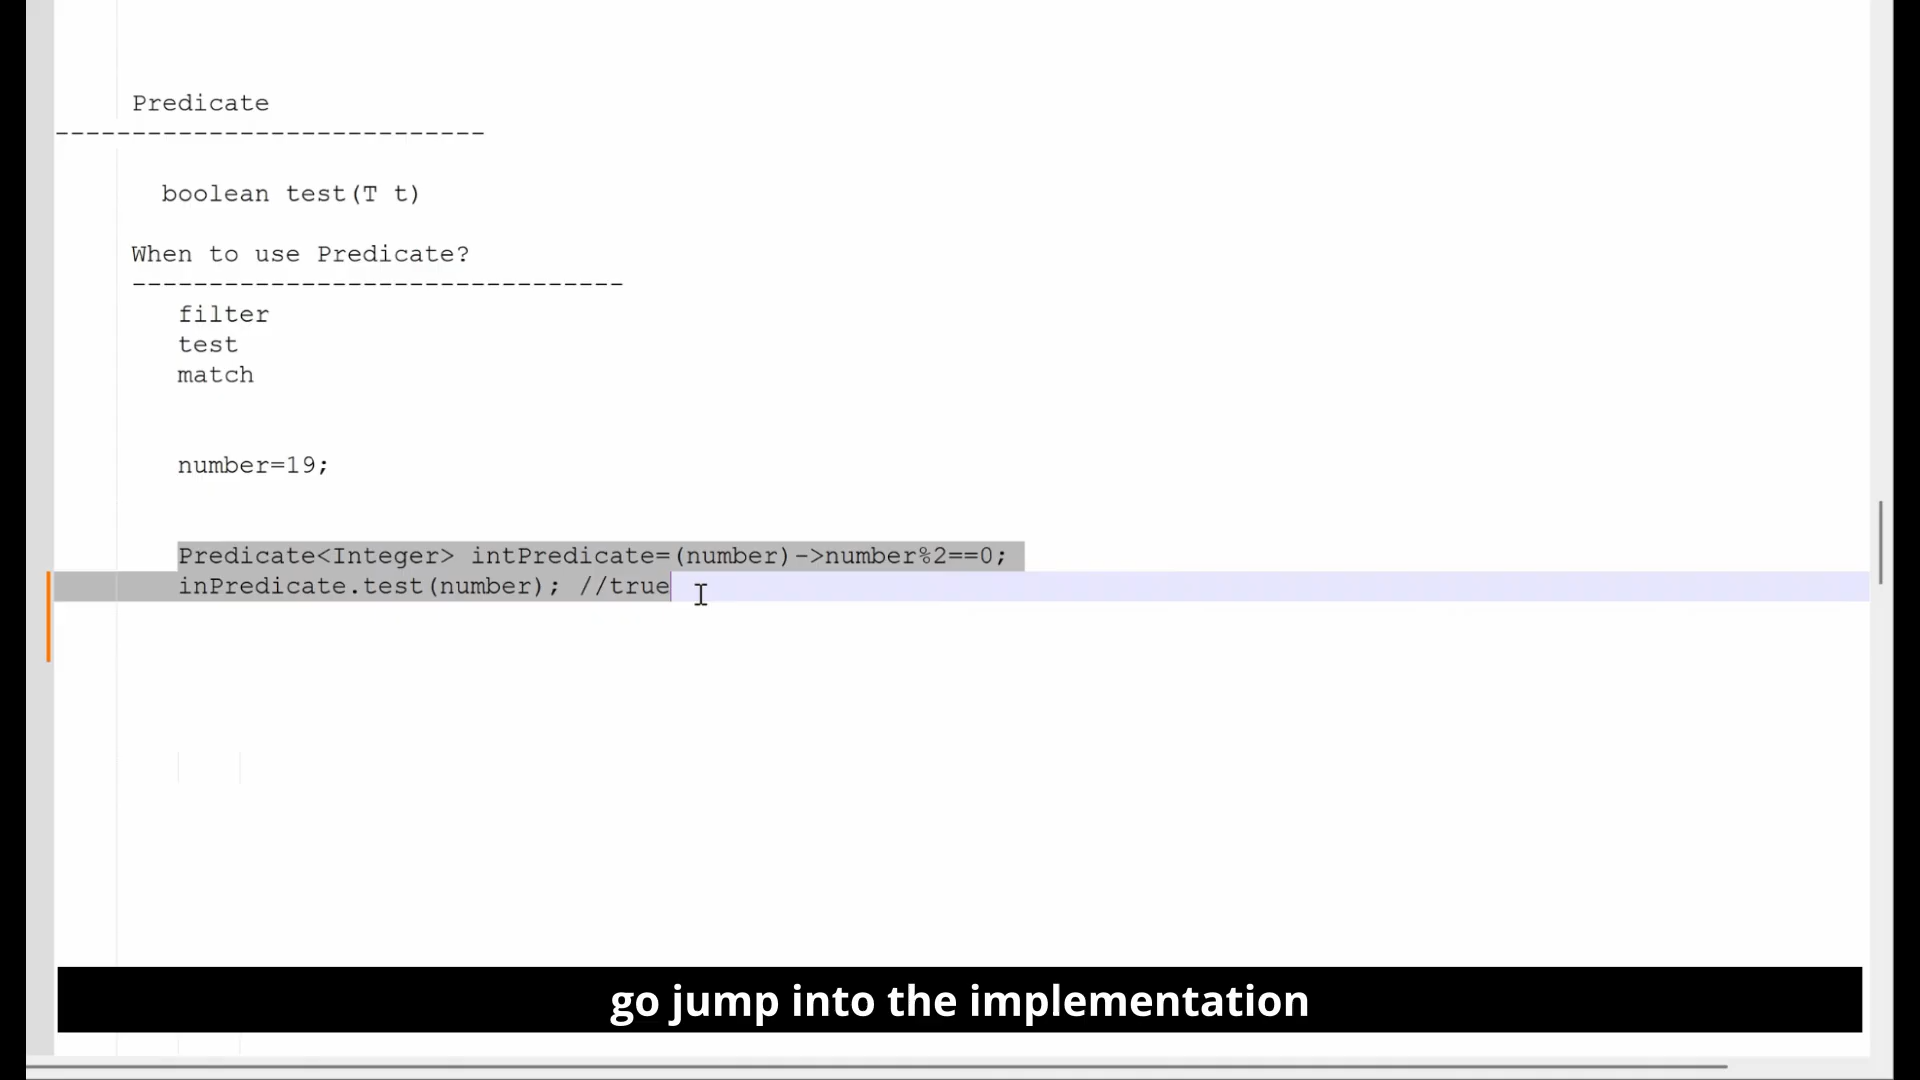 Predicate
----------------------------
boolean test(T t)
When to use Predicate?
--------------------------------
filter
test
match
number=19;
Predicate<Integer> intPredicate=(number)->number%2==0;
inPredicate.test(number); //true
go jump into the implementation